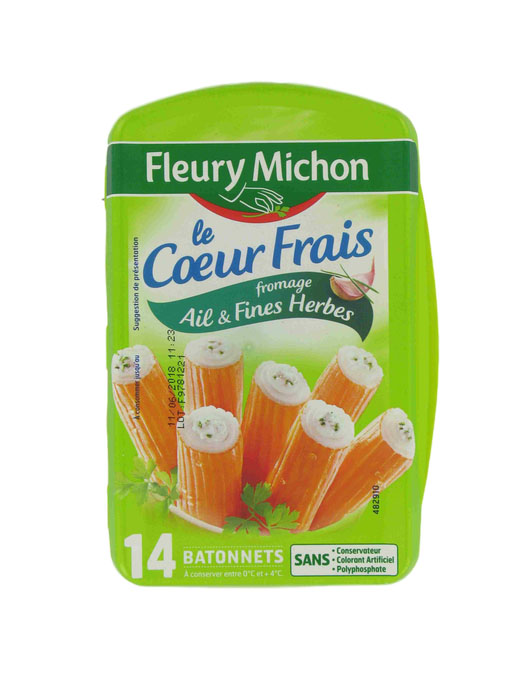 Fleury Michon
le
Cœur Frais
fromage
Ail & Fines Herbes
Suggestion de présentation
À consommer jusqu'au
11/06/2018 11:23
LOT:F9781221
482910
14 BATONNETS
À conserver entre 0°C et + 4°C
SANS
• Conservateur
• Colorant Artificiel
• Polyphosphate